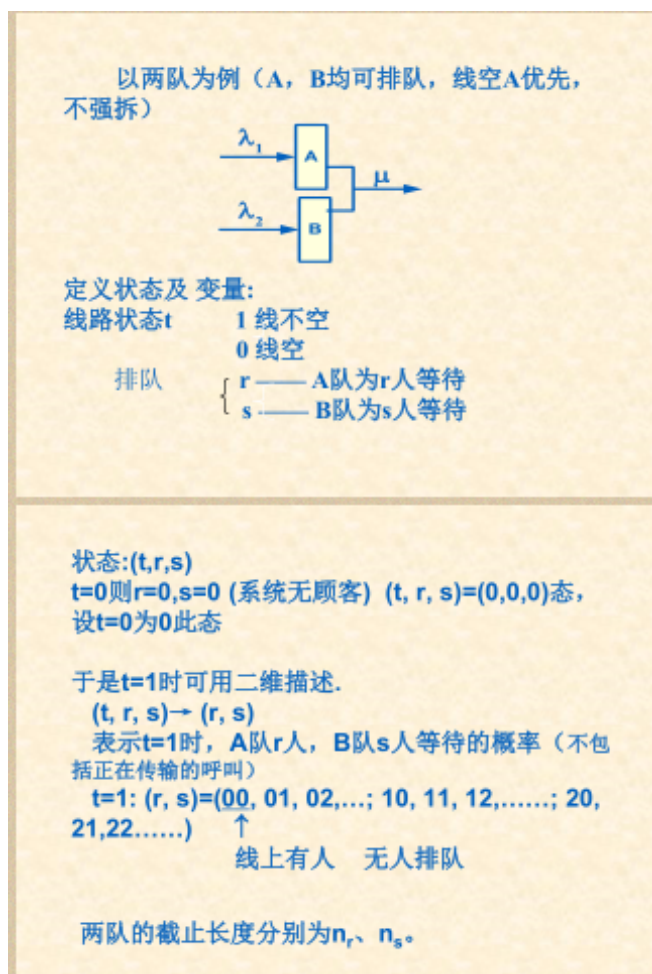 以两队为例（A，B均可排队，线空A优先，
不强拆）
λ₁
A
μ
λ₂
B
定义状态及 变量:
线路状态t 1 线不空
0 线空
排队 { r —— A队为r人等待
s —— B队为s人等待
状态:(t,r,s)
t=0则r=0,s=0 (系统无顾客) (t, r, s)=(0,0,0)态，
设t=0为0此态
于是t=1时可用二维描述.
(t, r, s)→ (r, s)
表示t=1时，A队r人，B队s人等待的概率（不包
括正在传输的呼叫）
t=1: (r, s)=(00, 01, 02,…; 10, 11, 12,……; 20,
21,22……) ↑
线上有人 无人排队
两队的截止长度分别为nᵣ、nₛ。